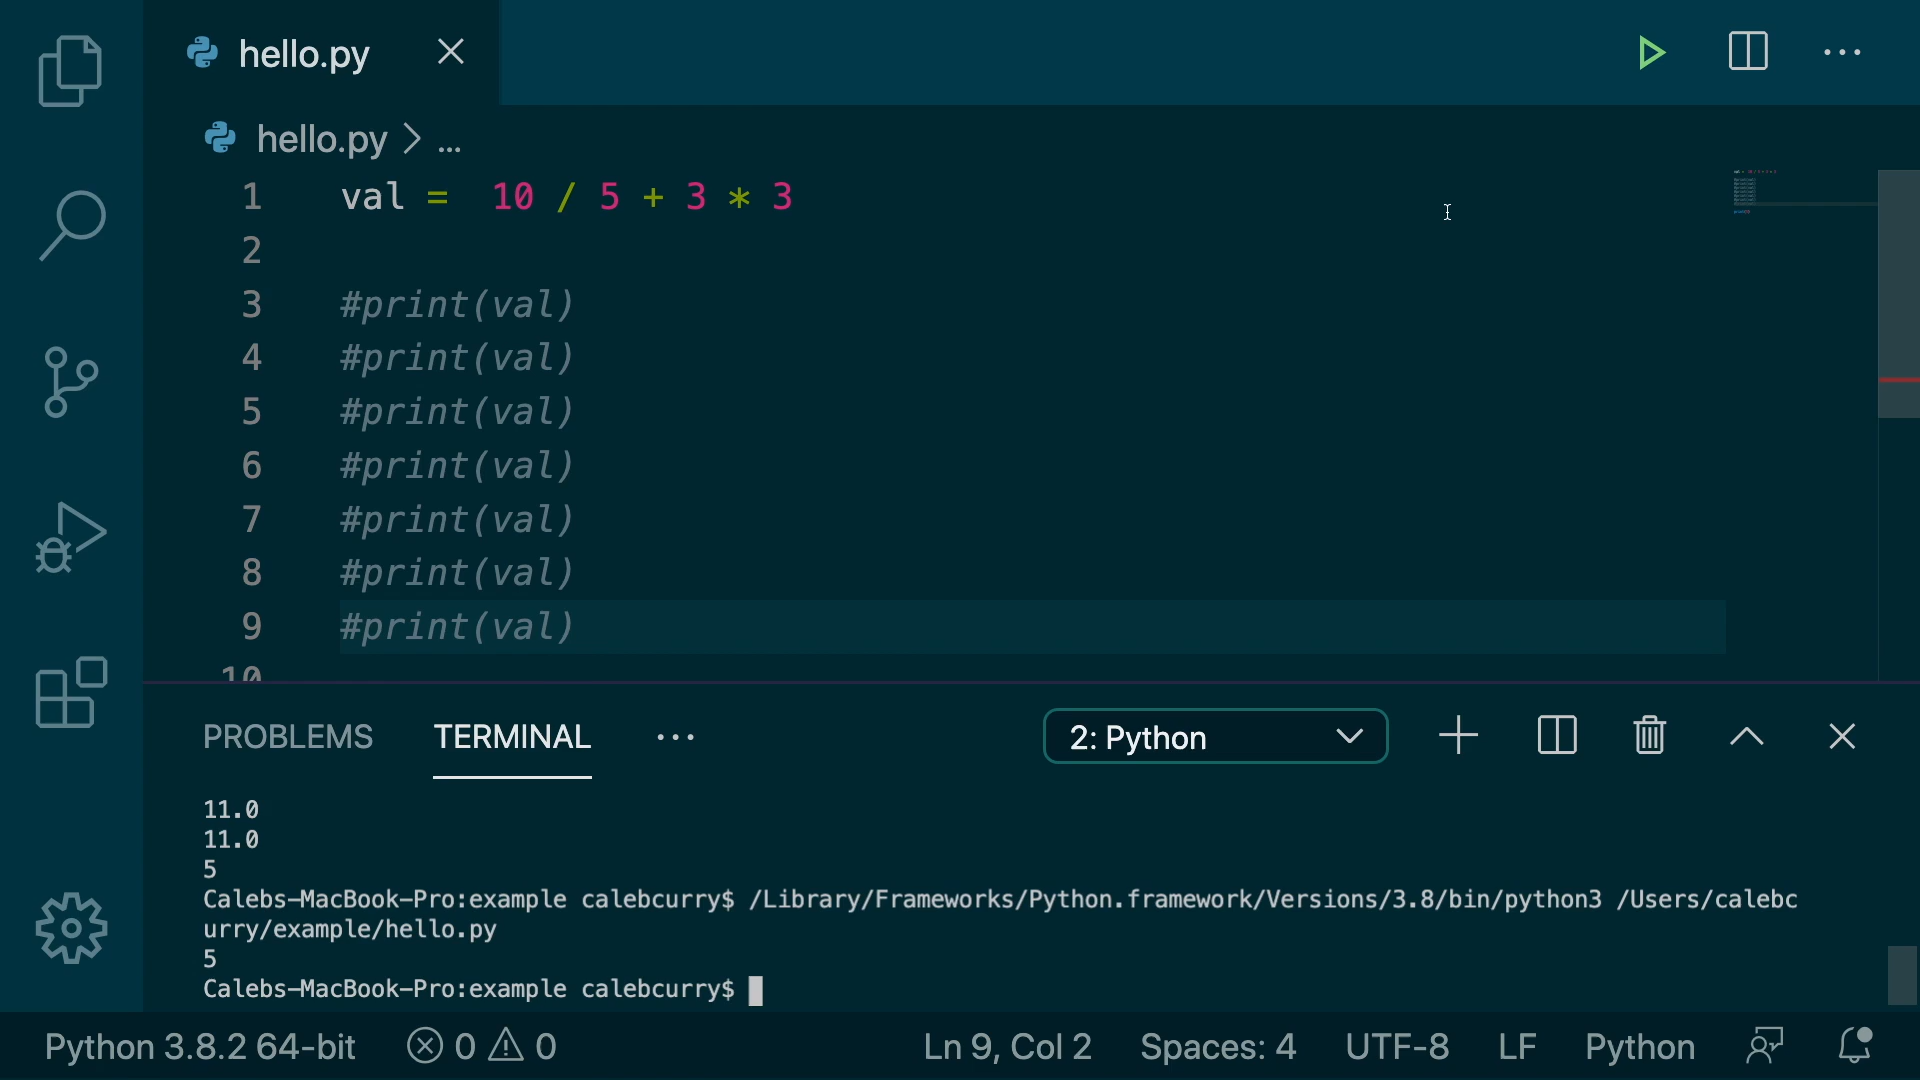 hello.py
hello.py > ...
1 val =  10 / 5 + 3 * 3
2
3 #print(val)
4 #print(val)
5 #print(val)
6 #print(val)
7 #print(val)
8 #print(val)
9 #print(val)
10
PROBLEMS TERMINAL ... 2: Python
11.0
11.0
5
Calebs-MacBook-Pro:example calebcurry$ /Library/Frameworks/Python.framework/Versions/3.8/bin/python3 /Users/calebc
urry/example/hello.py
5
Calebs-MacBook-Pro:example calebcurry$
Python 3.8.2 64-bit 0 0 Ln 9, Col 2 Spaces: 4 UTF-8 LF Python